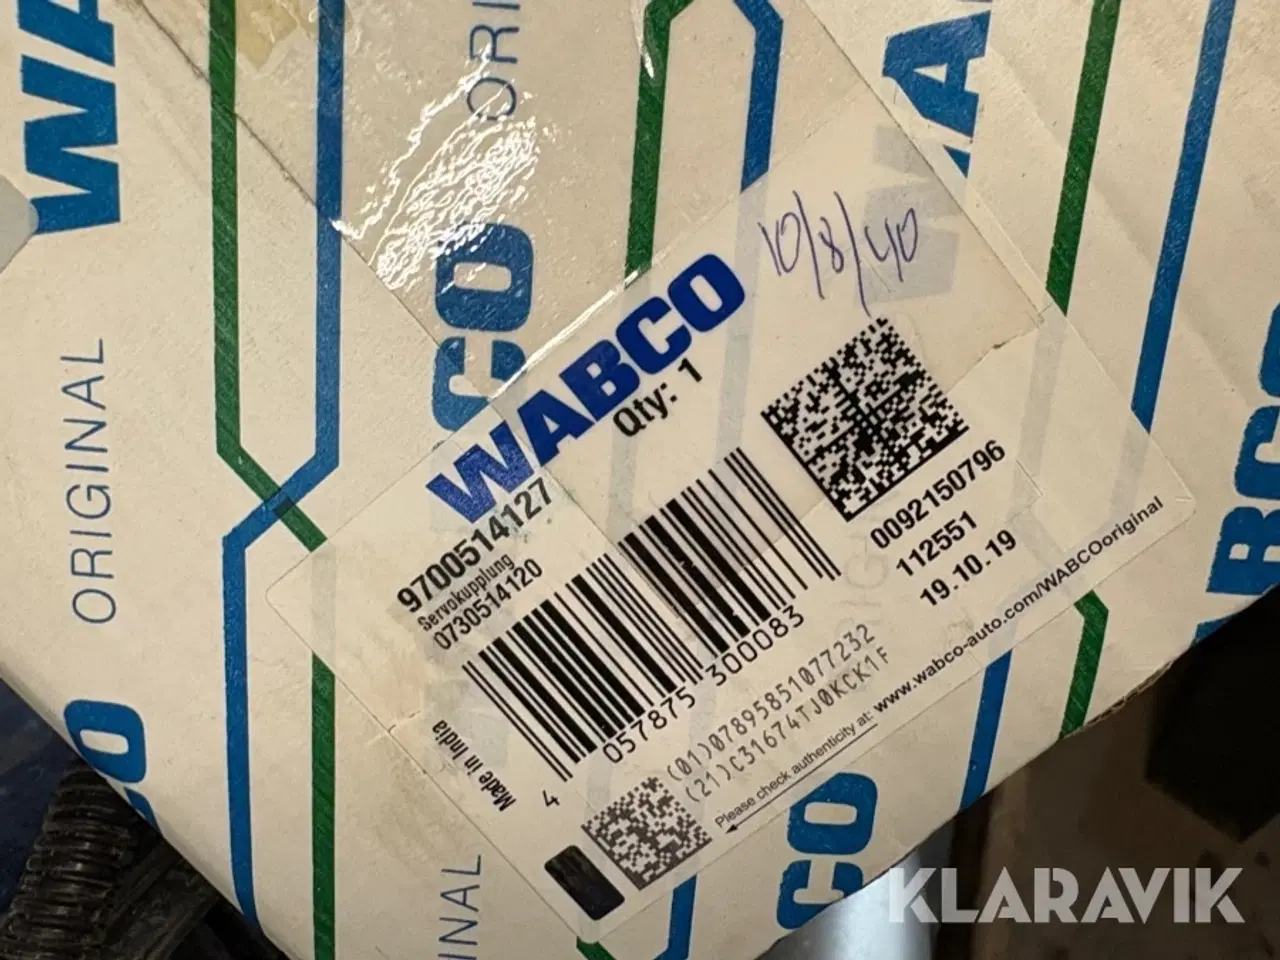 WABCO
ORIGINAL
10/8/40
WABCO
Qty: 1
9700514127
Servokupplung
0730514120
0092150796
112551
19.10.19
4 057875 300083
Made in India
(01)07895851077232
(21)C31674TJ0KCK1F
Please check authenticity at: www.wabco-auto.com/WABCOoriginal
KLARAVIK